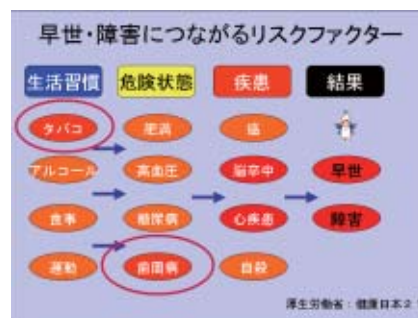 早世・障害につながるリスクファクター
生活習慣 危険状態 疾患 結果
タバコ 肥満 癌
アルコール 高血圧 脳卒中 早世
食事 糖尿病 心疾患 障害
運動 歯周病 自殺
厚生労働省:健康日本2